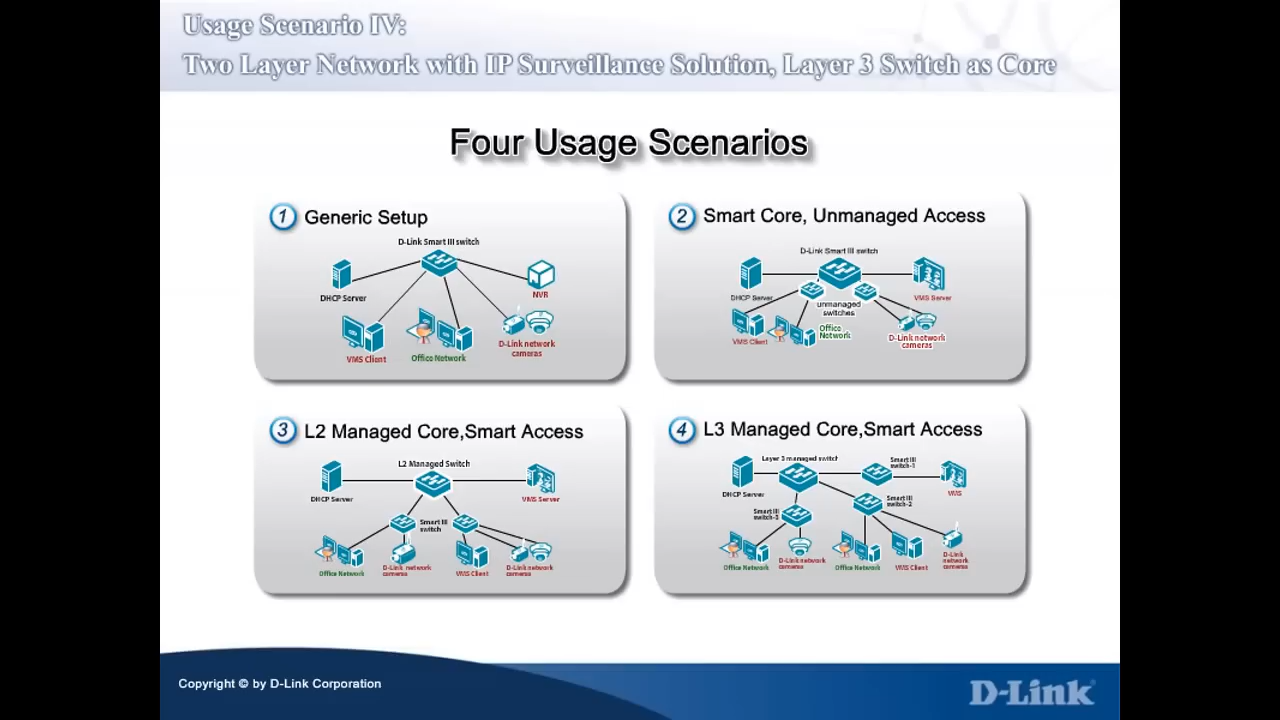 Usage Scenario IV:
Two Layer Network with IP Surveillance Solution, Layer 3 Switch as Core
Four Usage Scenarios
1 Generic Setup
D-Link Smart III switch
DHCP Server
NVR
VMS Client
Office Network
D-Link network
cameras
2 Smart Core, Unmanaged Access
D-Link Smart III switch
DHCP Server
VMS Server
unmanaged
switches
VMS Client
Office
Network
D-Link network
cameras
3 L2 Managed Core,Smart Access
L2 Managed Switch
DHCP Server
VMS Server
Smart III
switch
Office Network
D-Link network
cameras
VMS Client
D-Link network
cameras
4 L3 Managed Core,Smart Access
Layer 3 managed switch
Smart III
switch-1
DHCP Server
VMS
Smart III
switch-2
Smart III
switch-3
Office Network
D-Link network
cameras
Office Network
VMS Client
D-Link
network
cameras
Copyright © by D-Link Corporation
D-Link